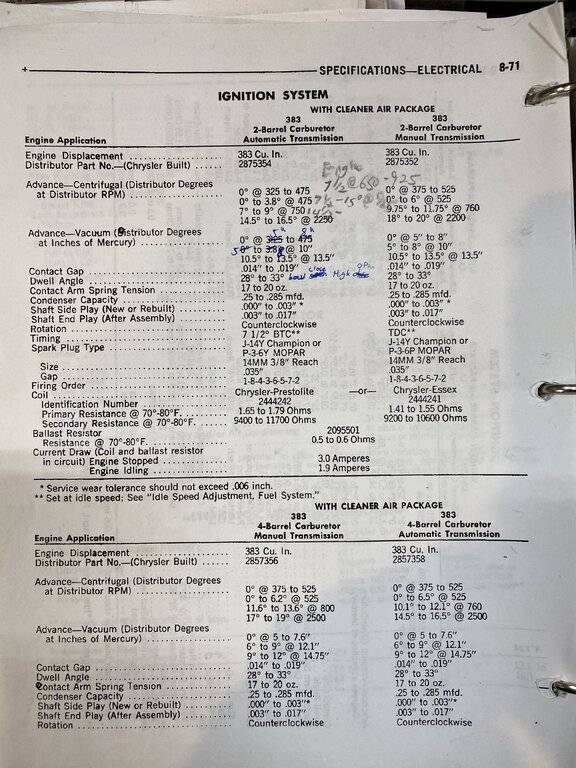 SPECIFICATIONS—ELECTRICAL 8-71
IGNITION SYSTEM
WITH CLEANER AIR PACKAGE
383 383
2-Barrel Carburetor 2-Barrel Carburetor
Engine Application Automatic Transmission Manual Transmission
Engine Displacement 383 Cu. In. 383 Cu. In.
Distributor Part No.—(Chrysler Built) 2875354 2875352
Advance—Centrifugal (Distributor Degrees
at Distributor RPM) 0° @ 325 to 475 0° @ 375 to 525
0° to 3.8° @ 475 0° to 6° @ 525
7° to 9° @ 750 9.75° to 11.75° @ 760
14.5° to 16.5° @ 2250 18° to 20° @ 2200
7½ @ 650 - 925
Advance—Vacuum (Distributor Degrees
at Inches of Mercury) 0° @ 325 to 475 0° @ 5" to 8"
5.8° to 3.8° @ 10" 5° to 8° @ 10"
10.5° to 13.5° @ 13.5" 10.5° to 13.5° @ 13.5"
Contact Gap .014" to .019" .014" to .019"
Dwell Angle 28° to 33° 28° to 33°
close High
Contact Arm Spring Tension 17 to 20 oz. 17 to 20 oz.
Condenser Capacity .25 to .285 mfd. .25 to .285 mfd.
Shaft Side Play (New or Rebuilt) .000" to .003"* .000" to .003" *
Shaft End Play (After Assembly) .003" to .017" .003" to .017"
Rotation Counterclockwise Counterclockwise
Timing 7 1/2° BTC** TDC**
Spark Plug Type J-14Y Champion or J-14Y Champion or
P-3-6Y MOPAR P-3-6P MOPAR
Size 14MM 3/8" Reach 14MM 3/8" Reach
Gap .035" .035"
Firing Order 1-8-4-3-6-5-7-2 1-8-4-3-6-5-7-2
Coil Chrysler-Prestolite —or— Chrysler-Essex
Identification Number 2444242 2444241
Primary Resistance @ 70°-80°F. 1.65 to 1.79 Ohms 1.41 to 1.55 Ohms
Secondary Resistance @ 70°-80°F. 9400 to 11700 Ohms 9200 to 10600 Ohms
Ballast Resistor 2095501
Resistance @ 70°-80°F. 0.5 to 0.6 Ohms
Current Draw (Coil and ballast resistor
in circuit) Engine Stopped 3.0 Amperes
Engine Idling 1.9 Amperes
* Service wear tolerance should not exceed .006 inch.
** Set at idle speed; See "Idle Speed Adjustment, Fuel System."
WITH CLEANER AIR PACKAGE
383 383
4-Barrel Carburetor 4-Barrel Carburetor
Engine Application Manual Transmission Automatic Transmission
Engine Displacement 383 Cu. In. 383 Cu. In.
Distributor Part No.—(Chrysler Built) 2857356 2857358
Advance—Centrifugal (Distributor Degrees
at Distributor RPM) 0° @ 375 to 525 0° @ 375 to 525
0° to 6.2° @ 525 0° to 6.5° @ 525
11.6° to 13.6° @ 800 10.1° to 12.1° @ 760
17° to 19° @ 2500 14.5° to 16.5° @ 2500
Advance—Vacuum (Distributor Degrees
at Inches of Mercury) 0° @ 5 to 7.6" 0° @ 5 to 7.6"
6° to 9° @ 12.1" 6° to 9° @ 12.1"
9° to 12° @ 14.75" 9° to 12° @ 14.75"
Contact Gap .014" to .019" .014" to .019"
Dwell Angle 28° to 33° 28° to 33°
Contact Arm Spring Tension 17 to 20 oz. 17 to 20 oz.
Condenser Capacity .25 to .285 mfd. .25 to .285 mfd.
Shaft Side Play (New or Rebuilt) .000" to .003"* .000" to .003"*
Shaft End Play (After Assembly) .003" to .017" .003" to .017"
Rotation Counterclockwise Counterclockwise